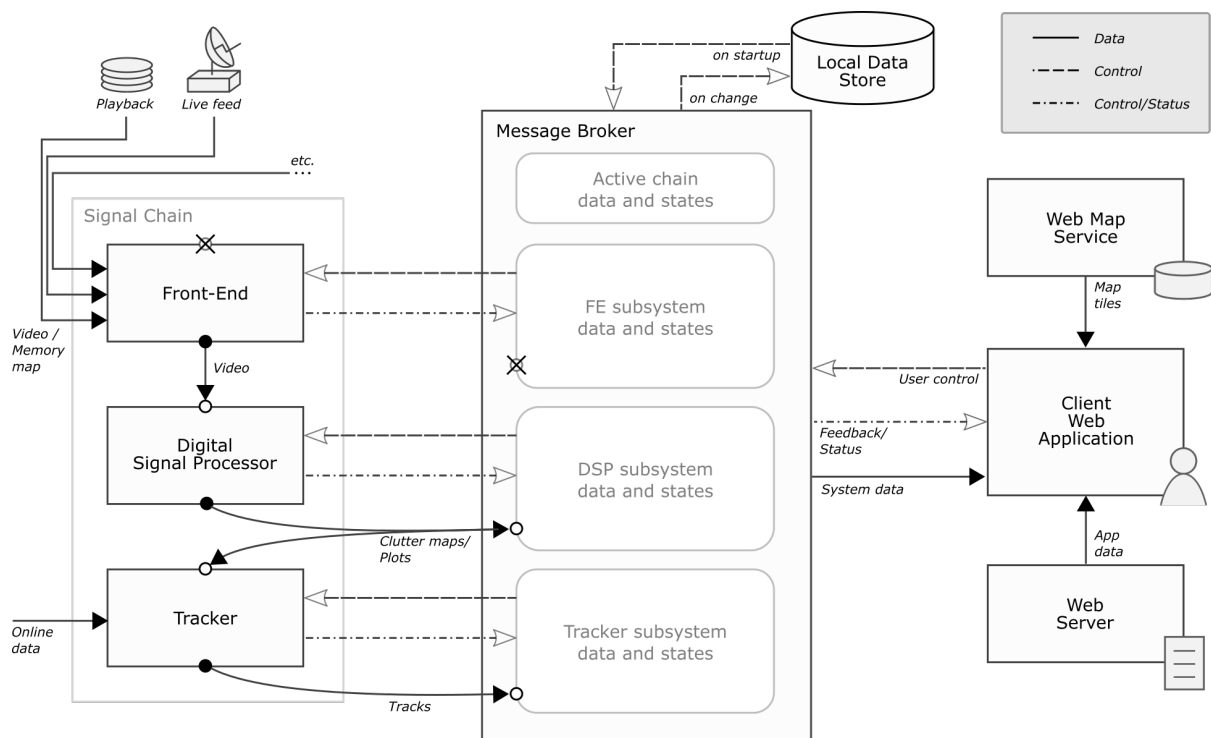 Playback
Live feed
etc.
Signal Chain
Front-End
Video /
Memory
map
Video
Digital
Signal Processor
Clutter maps/
Plots
Tracker
Online
data
Tracks
on startup
on change
Local Data
Store
Message Broker
Active chain
data and states
FE subsystem
data and states
DSP subsystem
data and states
Tracker subsystem
data and states
Data
Control
Control/Status
Web Map
Service
Map
tiles
User control
Feedback/
Status
System data
Client
Web
Application
App
data
Web
Server